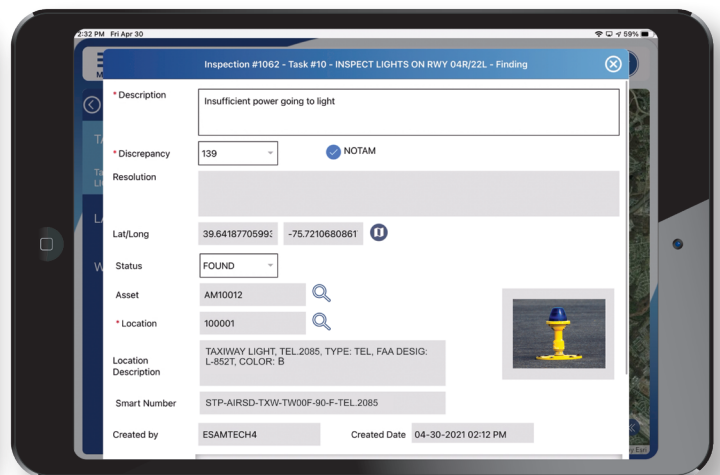 2:32 PM Fri Apr 30
59%
Inspection #1062 - Task #10 - INSPECT LIGHTS ON RWY 04R/22L - Finding
* Description
Insufficient power going to light
* Discrepancy
139
NOTAM
Resolution
Lat/Long
39.64187705993
-75.7210680861
Status
FOUND
Asset
AM10012
* Location
100001
Location
Description
TAXIWAY LIGHT, TEL.2085, TYPE: TEL, FAA DESIG:
L-852T, COLOR: B
Smart Number
STP-AIRSD-TXW-TW00F-90-F-TEL.2085
Created by
ESAMTECH4
Created Date
04-30-2021 02:12 PM